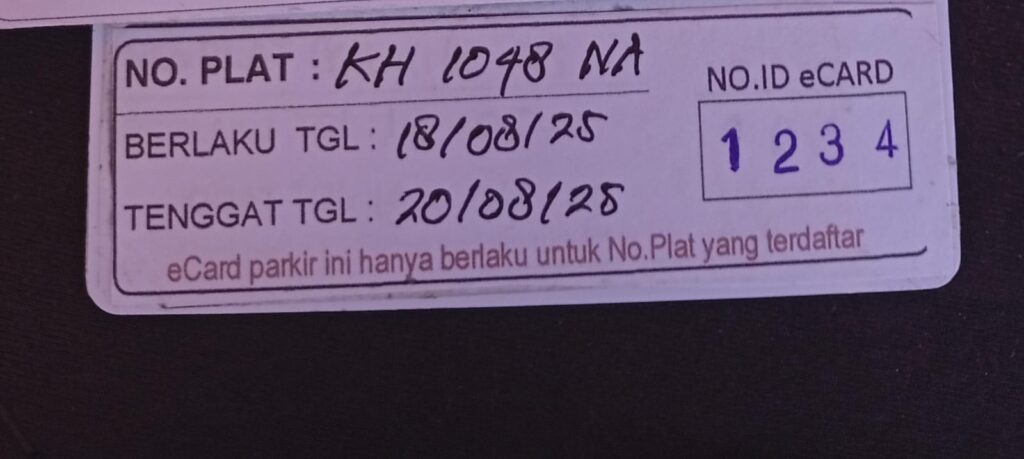 NO. PLAT : KH 1048 NA
NO.ID eCARD
BERLAKU TGL : 18/08/25
1 2 3 4
TENGGAT TGL : 20/08/25
eCard parkir ini hanya berlaku untuk No.Plat yang terdaftar